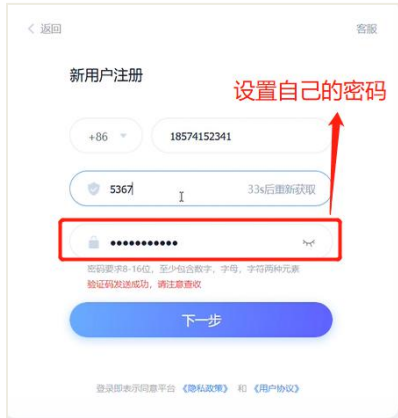 返回
客服
新用户注册
设置自己的密码
+86 18574152341
5367 33s后重新获取
●●●●●●●●●●●
密码要求8-16位，至少包含数字，字母，字符两种元素
验证码发送成功，请注意查收
下一步
登录即表示同意平台 《隐私政策》 和 《用户协议》